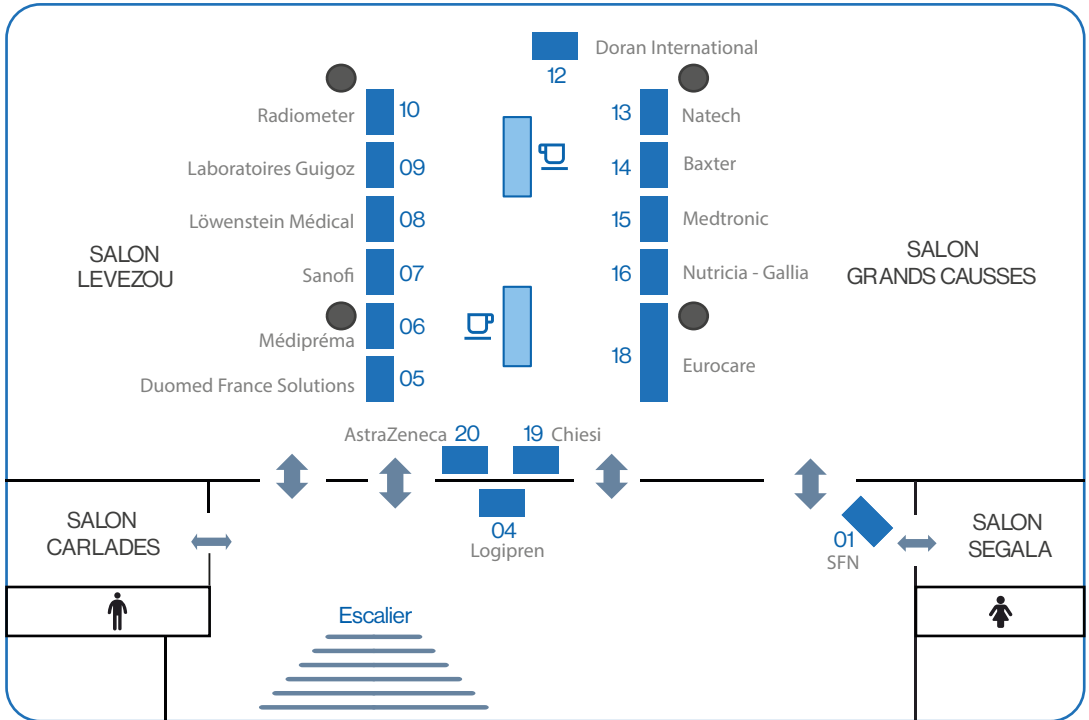 Doran International
12
Radiometer
10
13
Natech
Laboratoires Guigoz
09
14
Baxter
Löwenstein Médical
08
15
Medtronic
SALON
LEVEZOU
Sanofi
07
16
Nutricia - Gallia
SALON
GRANDS CAUSSES
Médipréma
06
Duomed France Solutions
05
18
Eurocare
AstraZeneca
20
19
Chiesi
SALON
CARLADES
04
Logipren
01
SFN
SALON
SEGALA
Escalier